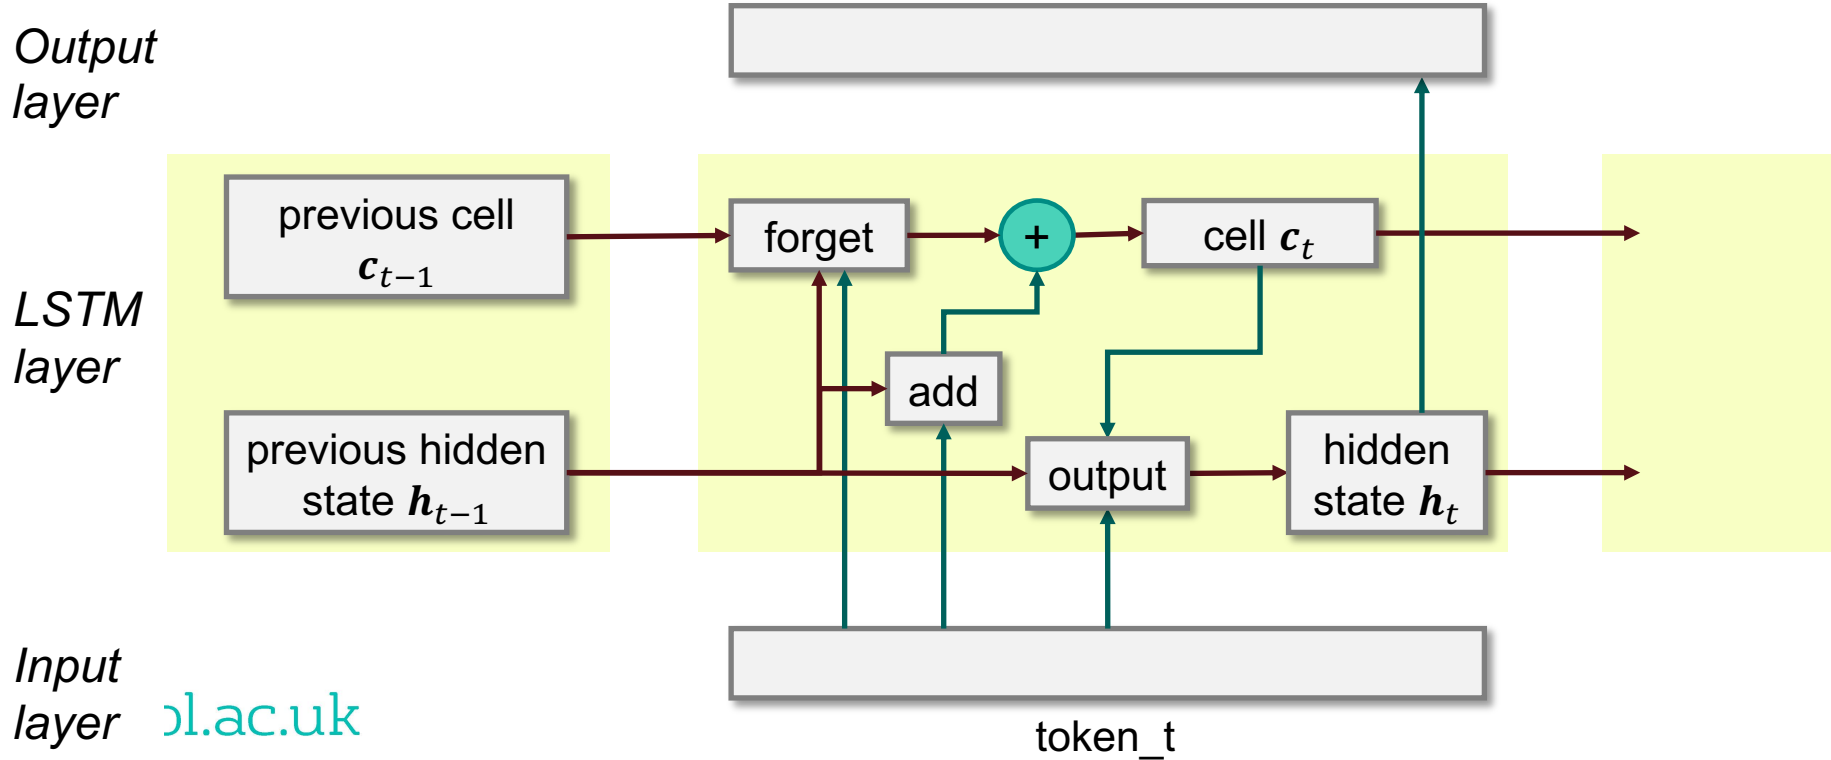 Output
layer
previous cell
c_{t−1}
forget
+
cell c_t
LSTM
layer
add
previous hidden
state h_{t−1}
output
hidden
state h_t
Input
layer
ol.ac.uk
token_t